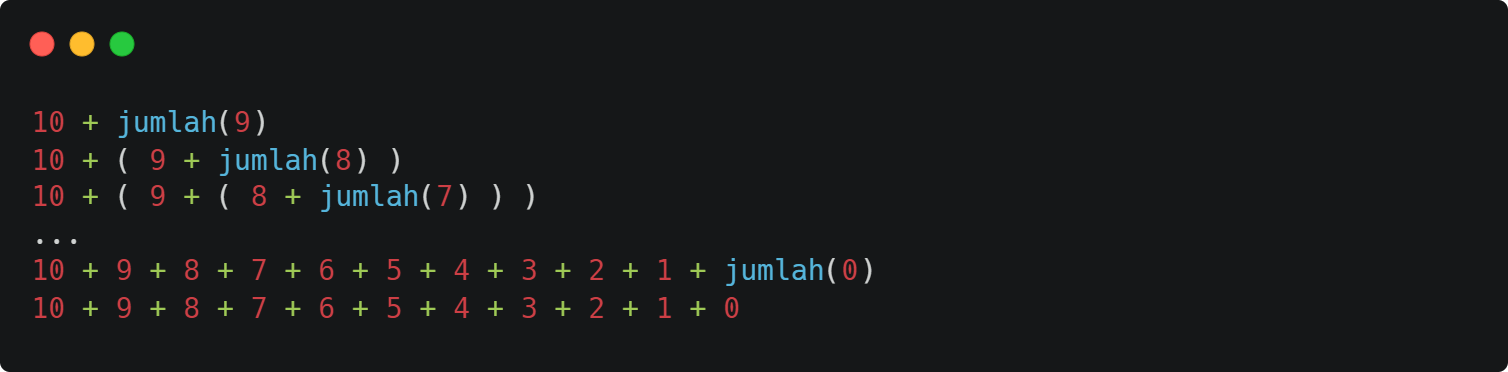 10 + jumlah(9)
10 + ( 9 + jumlah(8) )
10 + ( 9 + ( 8 + jumlah(7) ) )
...
10 + 9 + 8 + 7 + 6 + 5 + 4 + 3 + 2 + 1 + jumlah(0)
10 + 9 + 8 + 7 + 6 + 5 + 4 + 3 + 2 + 1 + 0